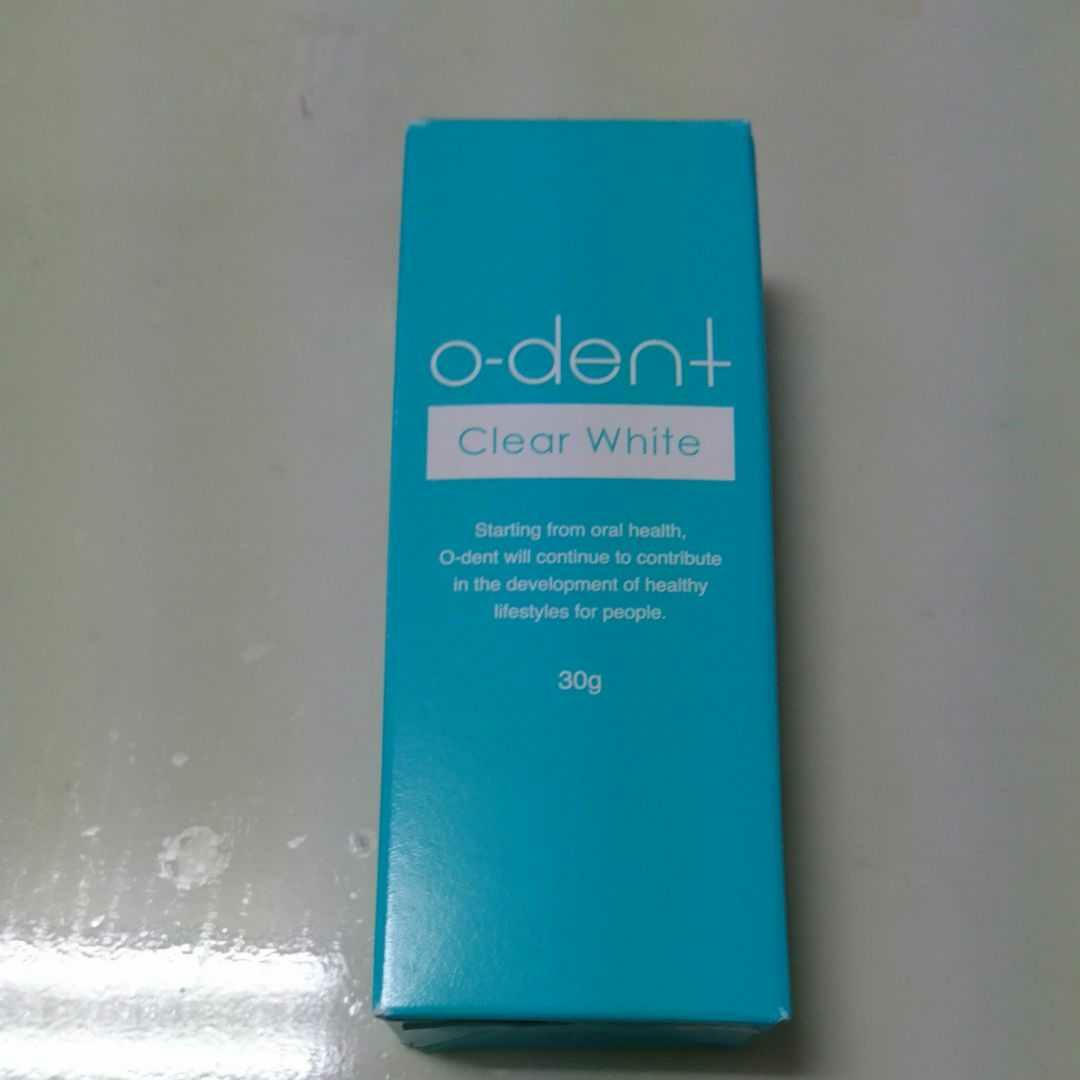 o-dent
Clear White
Starting from oral health,
O-dent will continue to contribute
in the development of healthy
lifestyles for people.
30g